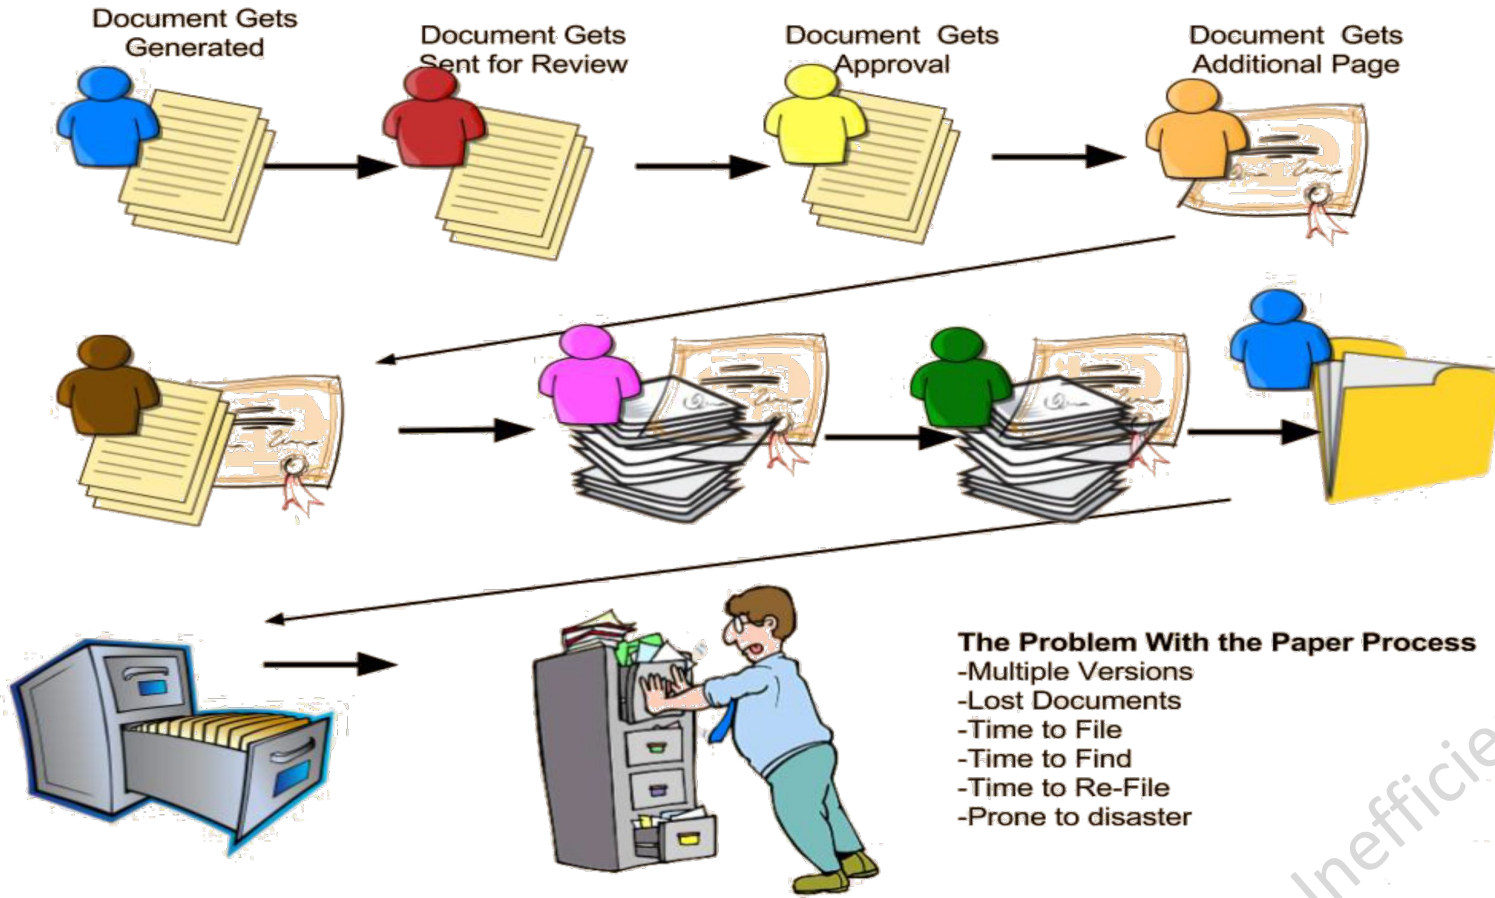 Document Gets
Generated
Document Gets
Sent for Review
Document Gets
Approval
Document Gets
Additional Page
The Problem With the Paper Process
-Multiple Versions
-Lost Documents
-Time to File
-Time to Find
-Time to Re-File
-Prone to disaster